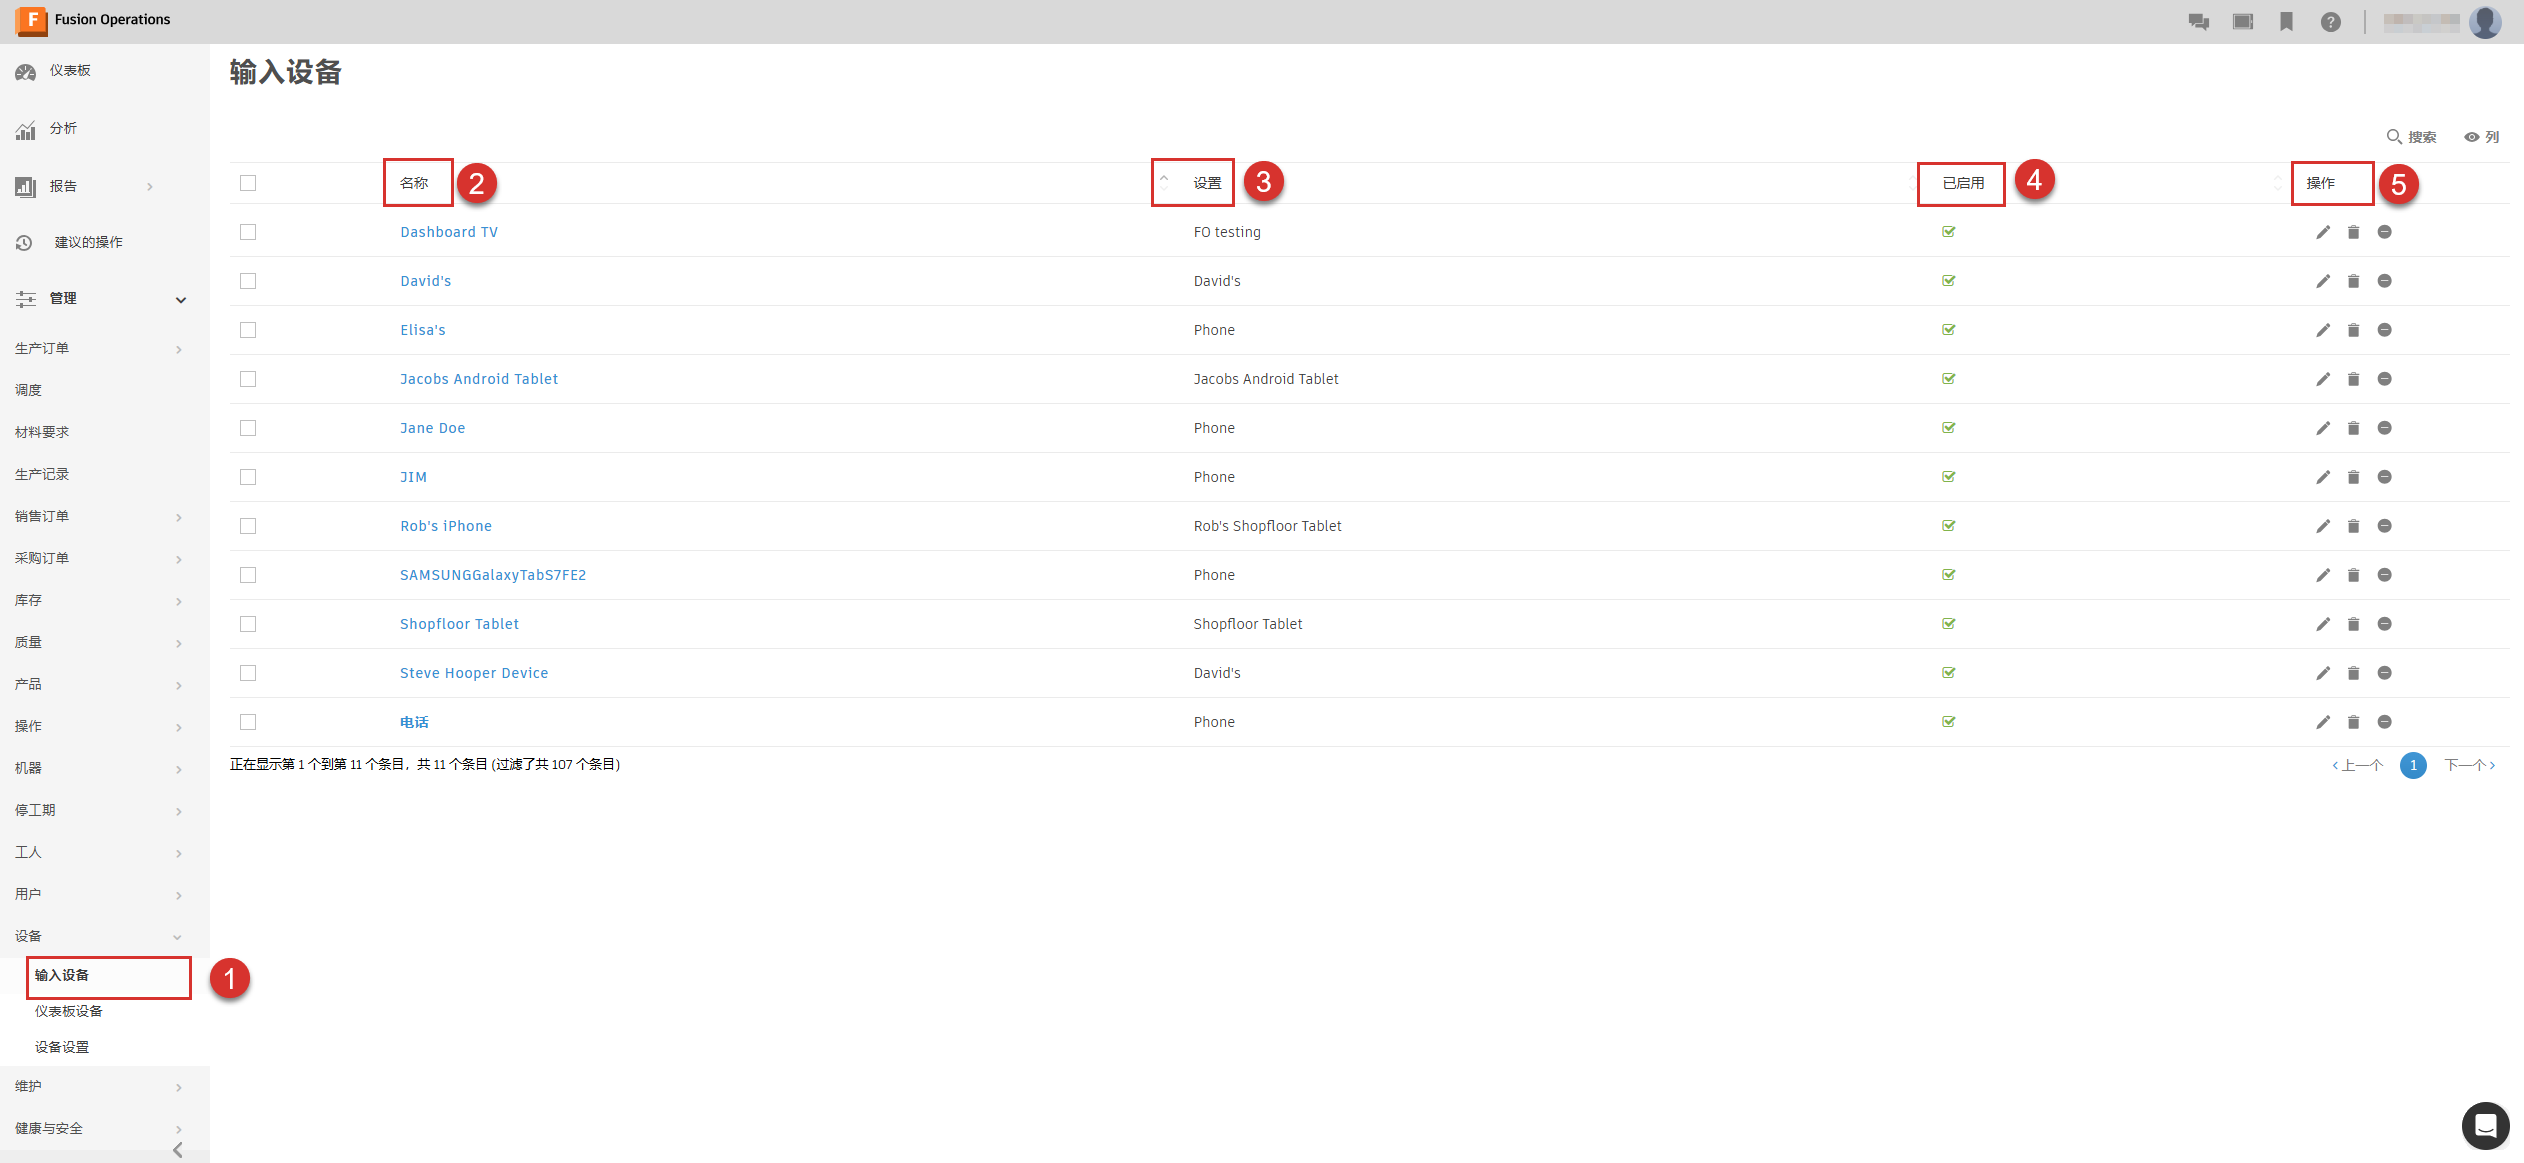 F Fusion Operations
?
仪表板
分析
报告
建议的操作
管理
生产订单
调度
材料要求
生产记录
销售订单
采购订单
库存
质量
产品
操作
机器
停工期
工人
用户
设备
输入设备
1
仪表板设备
设备设置
维护
健康与安全
输入设备
搜索 列
名称 2 设置 3 已启用 4 操作 5
Dashboard TV FO testing
David's David's
Elisa's Phone
Jacobs Android Tablet Jacobs Android Tablet
Jane Doe Phone
JIM Phone
Rob's iPhone Rob's Shopfloor Tablet
SAMSUNGGalaxyTabS7FE2 Phone
Shopfloor Tablet Shopfloor Tablet
Steve Hooper Device David's
电话 Phone
正在显示第 1 个到第 11 个条目，共 11 个条目 (过滤了共 107 个条目)
上一个 1 下一个